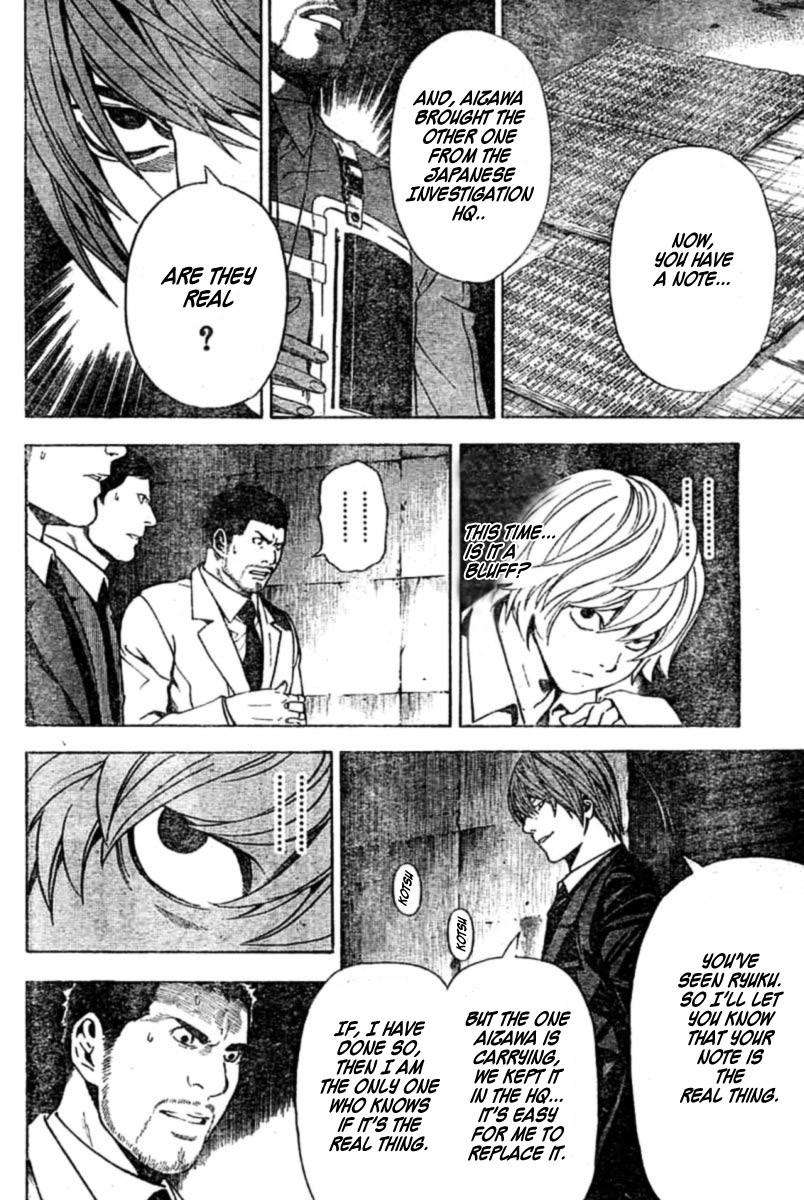 NOW,
YOU HAVE
A NOTE...
AND, AIZAWA
BROUGHT THE
OTHER ONE
FROM THE
JAPANESE
INVESTIGATION
HQ..
ARE THEY
REAL
?
THIS TIME...
IS IT A
BLUFF?
YOU'VE
SEEN RYUKU.
SO I'LL LET
YOU KNOW
THAT YOUR
NOTE IS
THE
REAL THING.
KOTSU
KOTSU
BUT THE ONE
AIZAWA IS
CARRYING,
WE KEPT IT
IN THE HQ...
IT'S EASY
FOR ME TO
REPLACE IT.
IF, I HAVE
DONE SO,
THEN I AM
THE ONLY ONE
WHO KNOWS
IF IT'S THE
REAL THING.